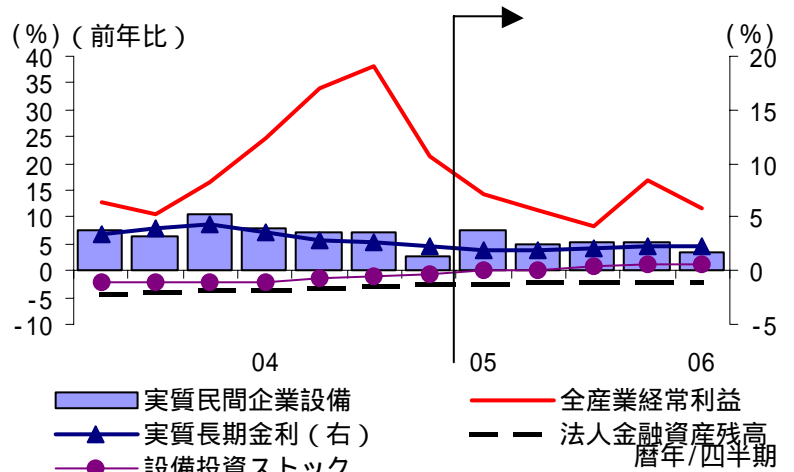 (%)(前年比)
(%)
40
35
30
25
20
15
10
5
0
-5
-10
20
15
10
5
0
-5
04 05 06
実質民間企業設備
全産業経常利益
実質長期金利(右)
法人金融資産残高
設備投資ストック
暦年/四半期